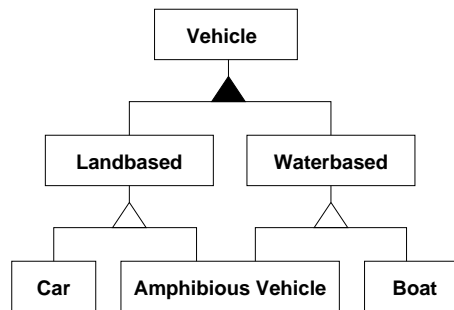 Vehicle
Landbased
Waterbased
Car
Amphibious Vehicle
Boat